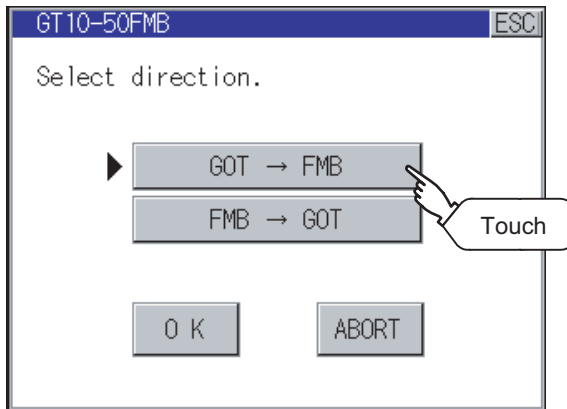 GT10-50FMB ESC
Select direction.
GOT → FMB
FMB → GOT
Touch
O K ABORT